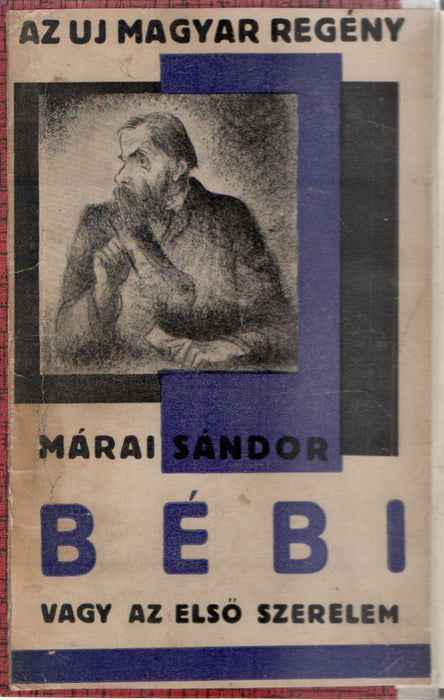 AZ UJ MAGYAR REGÉNY
MÁRAI SÁNDOR
BÉBI
VAGY AZ ELSŐ SZERELEM